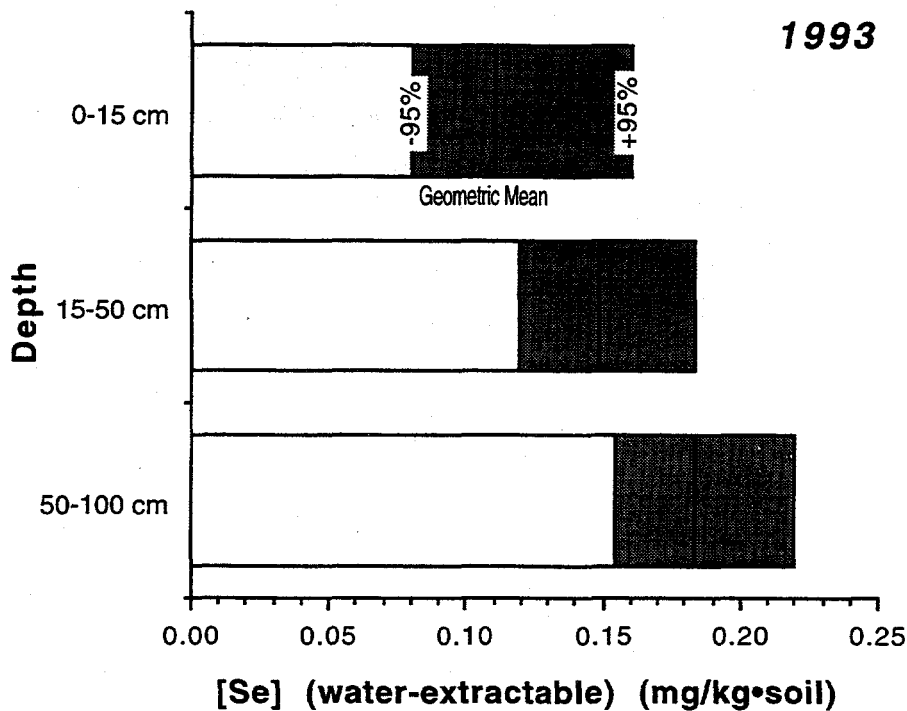 1993
0-15 cm
-95%
+95%
Geometric Mean
Depth
15-50 cm
50-100 cm
0.00 0.05 0.10 0.15 0.20 0.25
[Se] (water-extractable) (mg/kg•soil)